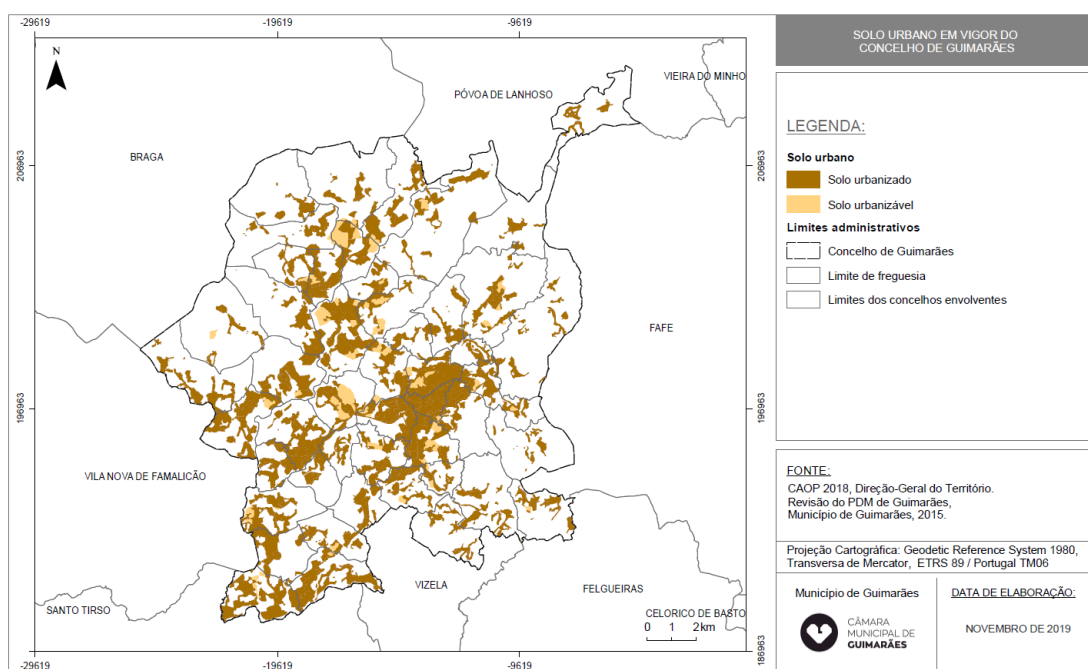 -29619
-19619
-9619
N
VIEIRA DO MINHO
PÓVOA DE LANHOSO
BRAGA
206963
206963
FAFE
196963
196963
VILA NOVA DE FAMALICÃO
VIZELA
FELGUEIRAS
SANTO TIRSO
CELORICO DE BASTO
0 1 2km
186963
-29619
-19619
-9619
SOLO URBANO EM VIGOR DO
CONCELHO DE GUIMARÃES
LEGENDA:
Solo urbano
Solo urbanizado
Solo urbanizável
Limites administrativos
Concelho de Guimarães
Limite de freguesia
Limites dos concelhos envolventes
FONTE:
CAOP 2018, Direção-Geral do Território.
Revisão do PDM de Guimarães,
Município de Guimarães, 2015.
Projeção Cartográfica: Geodetic Reference System 1980,
Transversa de Mercator, ETRS 89 / Portugal TM06
Município de Guimarães
CÂMARA
MUNICIPAL DE
GUIMARÃES
DATA DE ELABORAÇÃO:
NOVEMBRO DE 2019